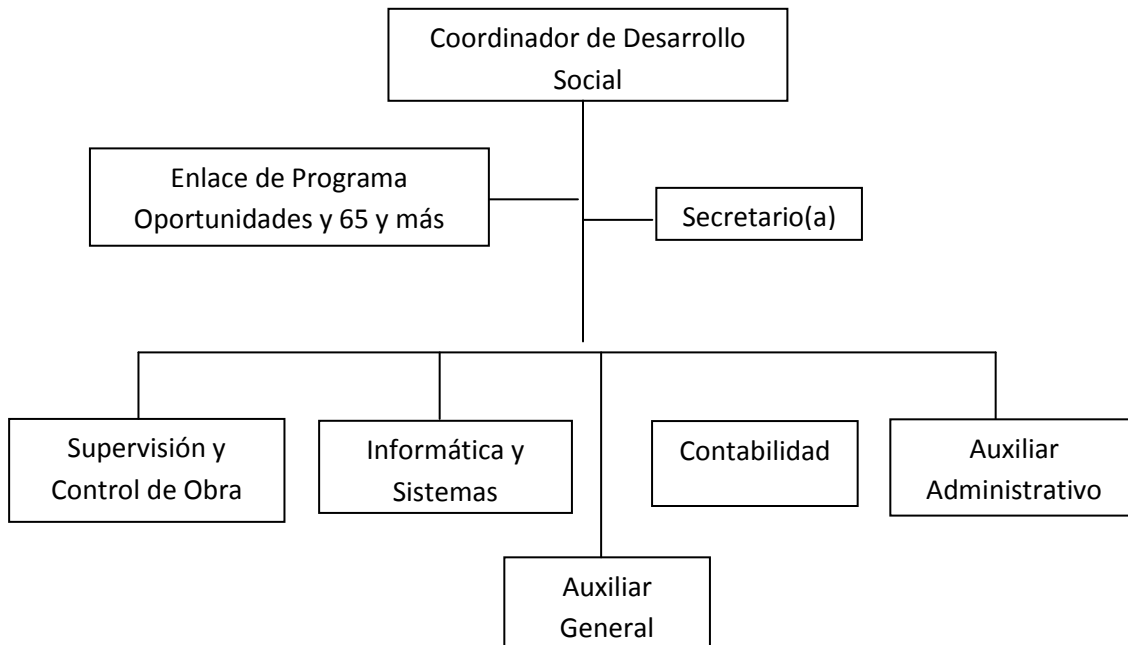 Coordinador de Desarrollo
Social
Enlace de Programa
Oportunidades y 65 y más
Secretario(a)
Supervisión y
Control de Obra
Informática y
Sistemas
Contabilidad
Auxiliar
Administrativo
Auxiliar
General